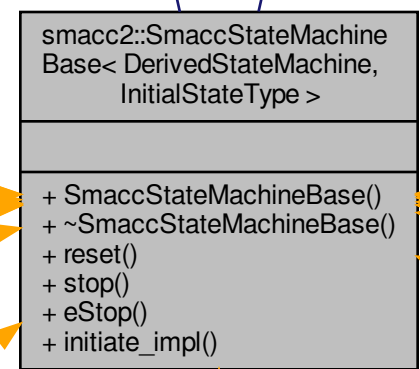 smacc2::SmaccStateMachine
Base< DerivedStateMachine,
InitialStateType >
+ SmaccStateMachineBase()
+ ~SmaccStateMachineBase()
+ reset()
+ stop()
+ eStop()
+ initiate_impl()